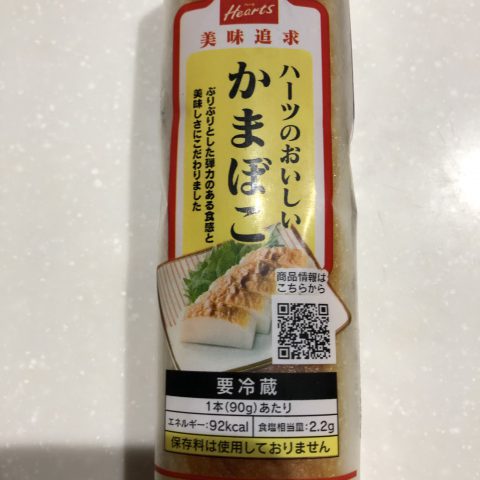 Hearts
美味追求
ハーツのおいしい
かまぼこ
ぷりぷりとした弾力のある食感と
美味しさにこだわりました
商品情報は
こちらから
要冷蔵
1本(90g)あたり
エネルギー:92kcal 食塩相当量:2.2g
保存料は使用しておりません